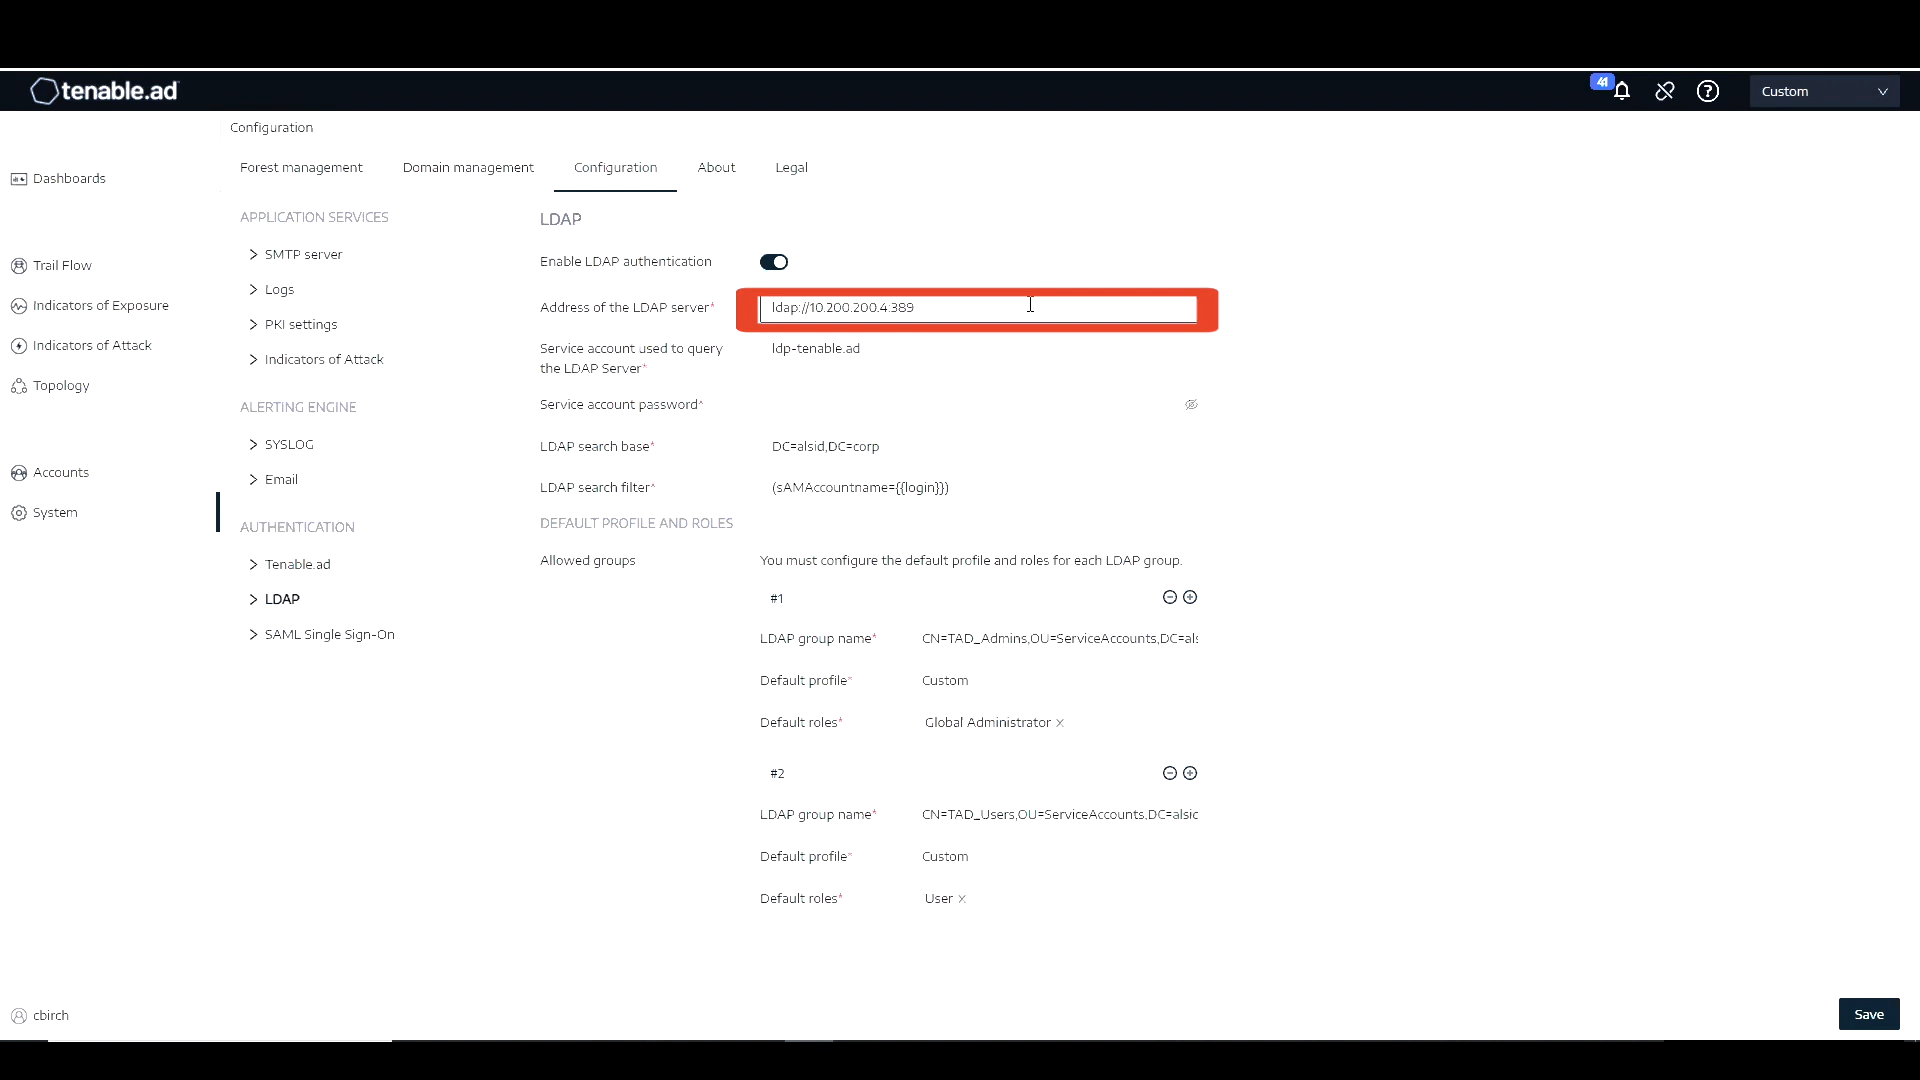 tenable.ad
44
Custom
Configuration
Forest management
Domain management
Configuration
About
Legal
Dashboards
Trail Flow
Indicators of Exposure
Indicators of Attack
Topology
Accounts
System
APPLICATION SERVICES
SMTP server
Logs
PKI settings
Indicators of Attack
ALERTING ENGINE
SYSLOG
Email
AUTHENTICATION
Tenable.ad
LDAP
SAML Single Sign-On
LDAP
Enable LDAP authentication
Address of the LDAP server*
ldap://10.200.200.4:389
Service account used to query
the LDAP Server*
ldp-tenable.ad
Service account password*
LDAP search base*
DC=alsid,DC=corp
LDAP search filter*
(sAMAccountname={{login}})
DEFAULT PROFILE AND ROLES
Allowed groups
You must configure the default profile and roles for each LDAP group.
#1
LDAP group name*
CN=TAD_Admins,OU=ServiceAccounts,DC=als
Default profile*
Custom
Default roles*
Global Administrator
#2
LDAP group name*
CN=TAD_Users,OU=ServiceAccounts,DC=alsic
Default profile*
Custom
Default roles*
User
cbirch
Save